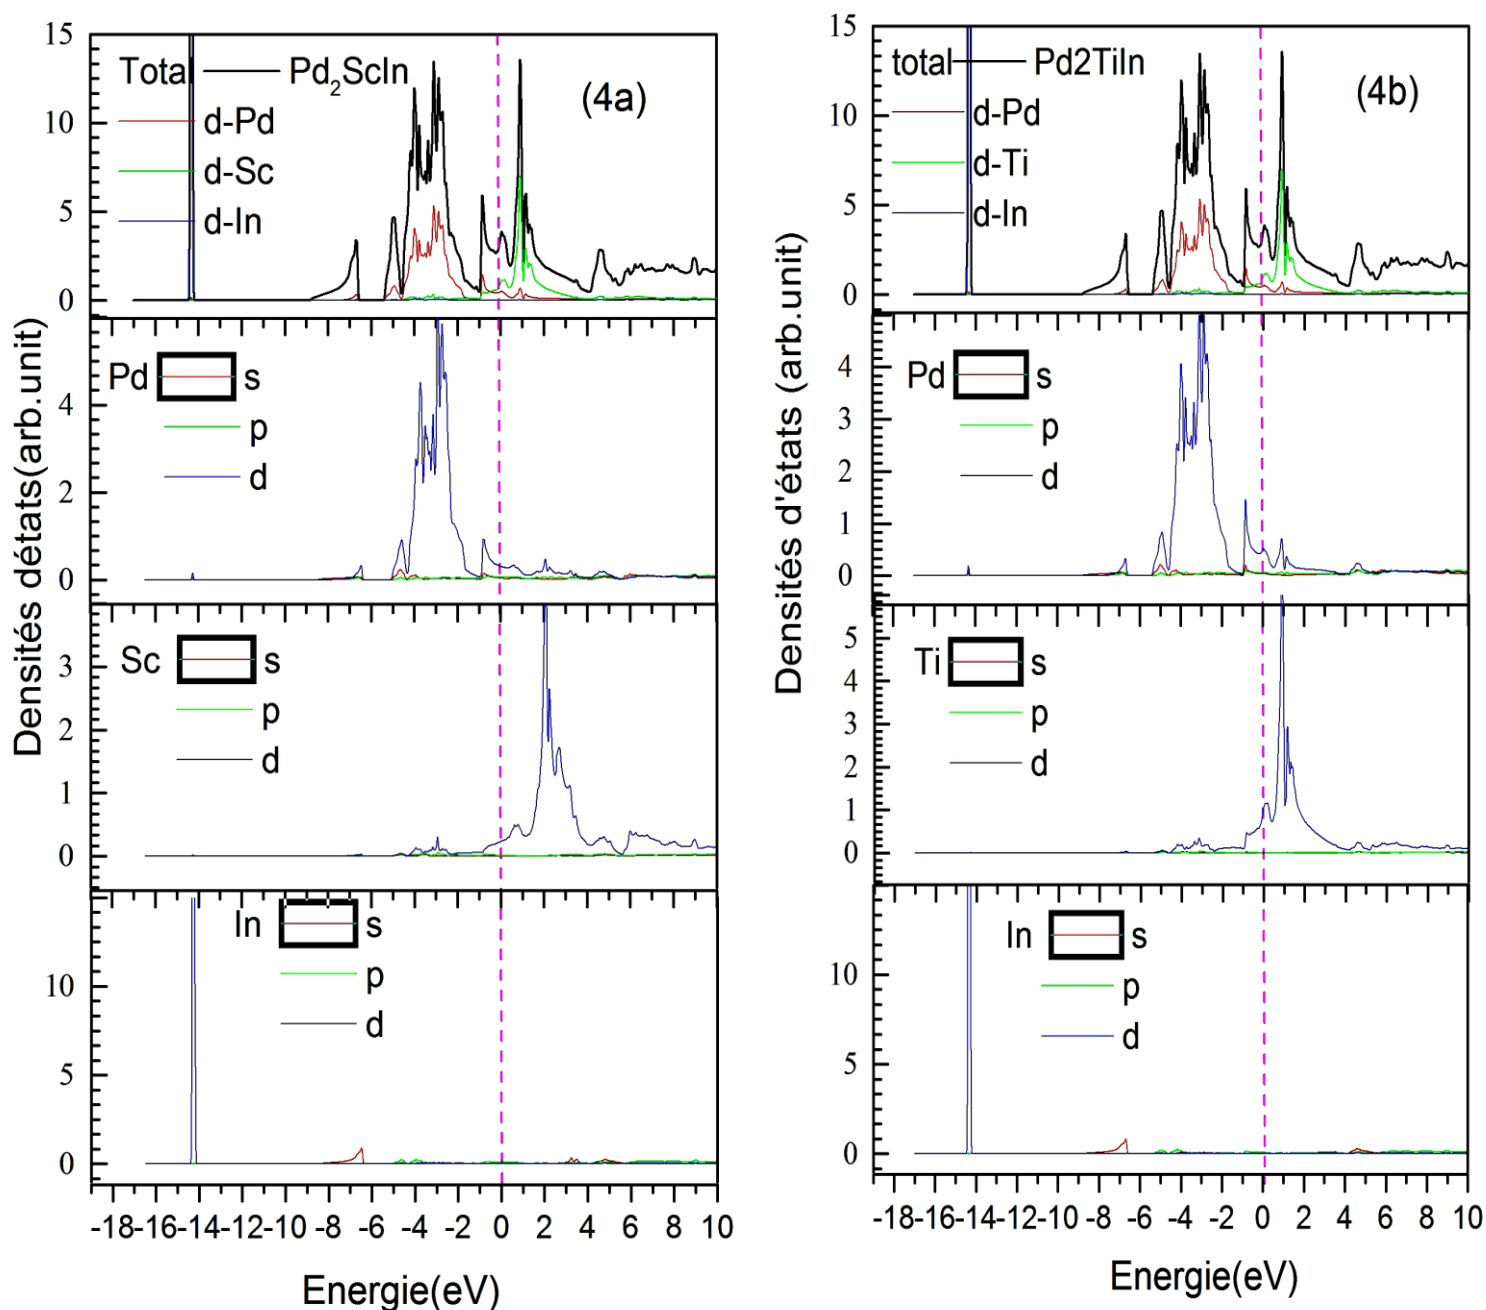 Total Pd2ScIn
(4a)
d-Pd
d-Sc
d-In
15
10
5
0
Pd s
p
d
4
2
0
Sc s
p
d
3
2
1
0
In s
p
d
10
5
0
-18 -16 -14 -12 -10 -8 -6 -4 -2 0 2 4 6 8 10
Energie(eV)
Densités détats(arb.unit)
total Pd2TiIn
(4b)
d-Pd
d-Ti
d-In
15
10
5
0
Pd s
p
d
4
3
2
1
0
Ti s
p
d
5
4
3
2
1
0
In s
p
d
10
5
0
-18 -16 -14 -12 -10 -8 -6 -4 -2 0 2 4 6 8 10
Energie(eV)
Densités d'états (arb.unit)